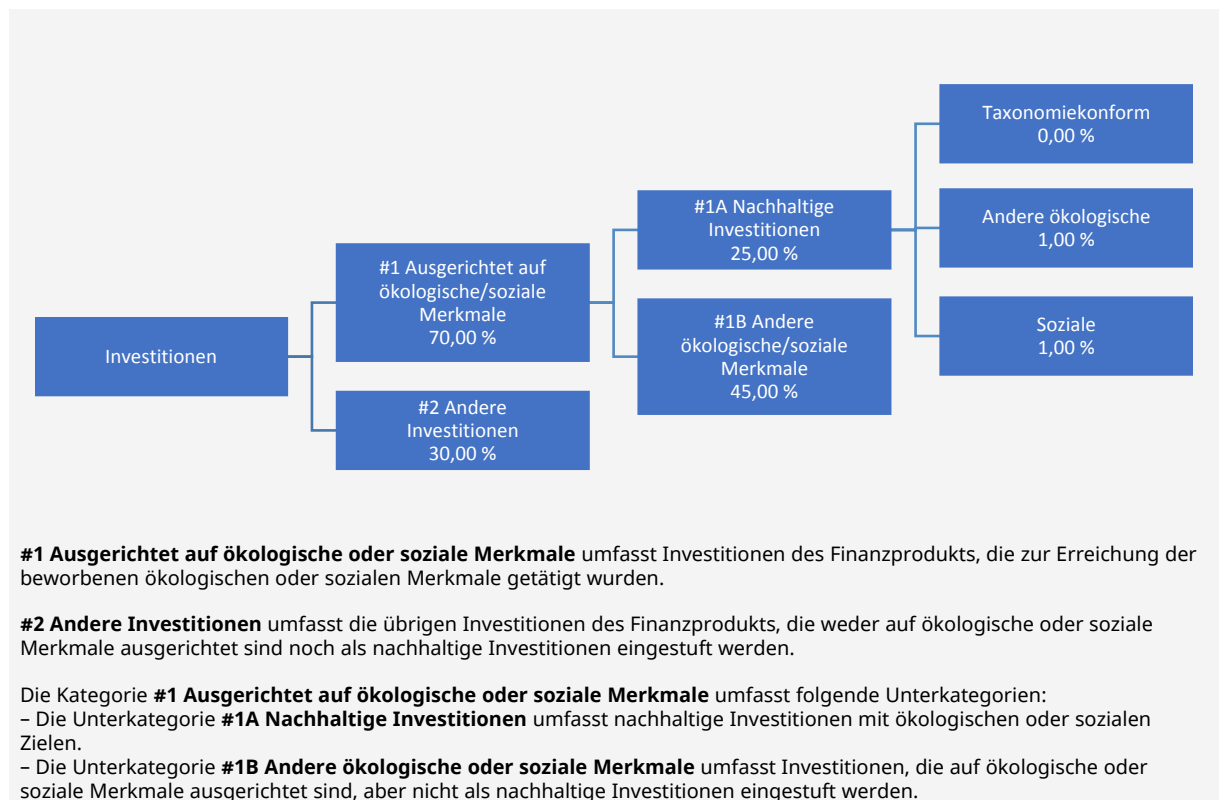 Investitionen
#1 Ausgerichtet auf
ökologische/soziale
Merkmale
70,00 %
#2 Andere
Investitionen
30,00 %
#1A Nachhaltige
Investitionen
25,00 %
#1B Andere
ökologische/soziale
Merkmale
45,00 %
Taxonomiekonform
0,00 %
Andere ökologische
1,00 %
Soziale
1,00 %
#1 Ausgerichtet auf ökologische oder soziale Merkmale umfasst Investitionen des Finanzprodukts, die zur Erreichung der
beworbenen ökologischen oder sozialen Merkmale getätigt wurden.
#2 Andere Investitionen umfasst die übrigen Investitionen des Finanzprodukts, die weder auf ökologische oder soziale
Merkmale ausgerichtet sind noch als nachhaltige Investitionen eingestuft werden.
Die Kategorie #1 Ausgerichtet auf ökologische oder soziale Merkmale umfasst folgende Unterkategorien:
– Die Unterkategorie #1A Nachhaltige Investitionen umfasst nachhaltige Investitionen mit ökologischen oder sozialen
Zielen.
– Die Unterkategorie #1B Andere ökologische oder soziale Merkmale umfasst Investitionen, die auf ökologische oder
soziale Merkmale ausgerichtet sind, aber nicht als nachhaltige Investitionen eingestuft werden.